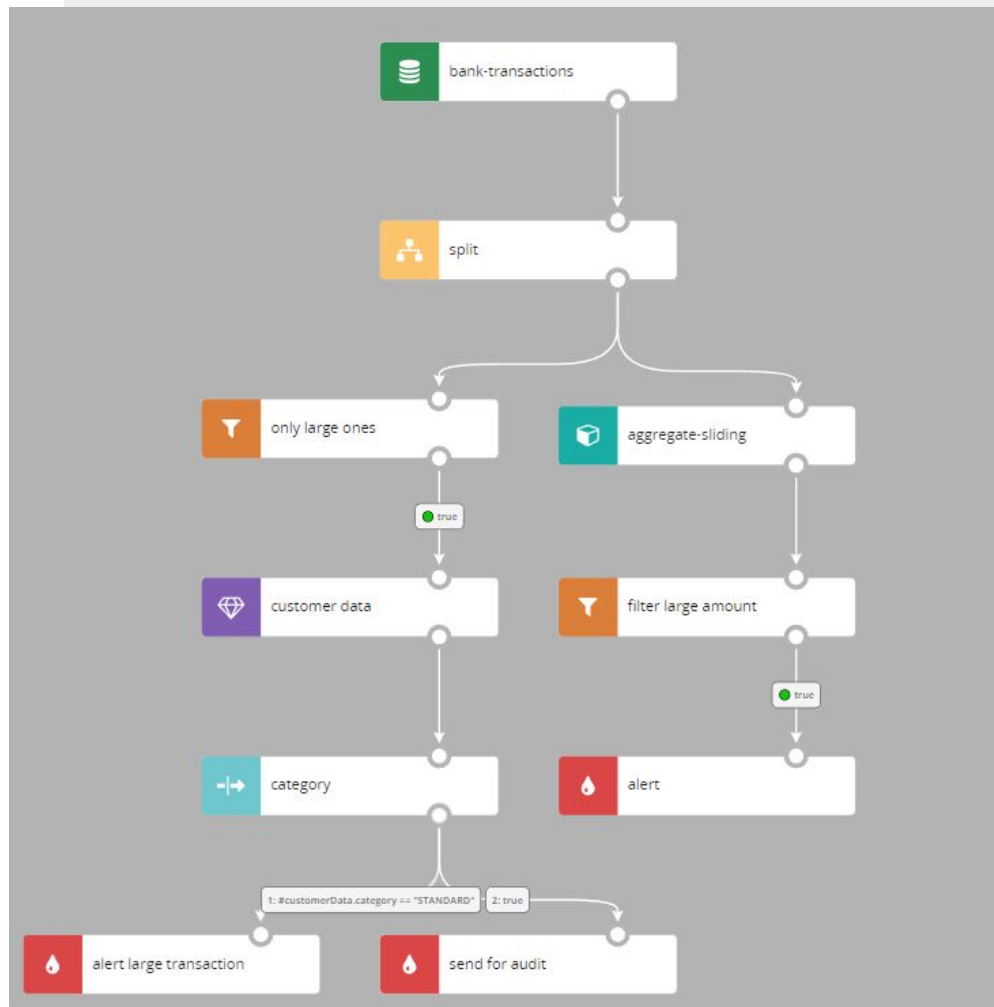 bank-transactions
split
only large ones
aggregate-sliding
true
customer data
filter large amount
true
category
alert
1: #customerData.category == "STANDARD"
2: true
alert large transaction
send for audit